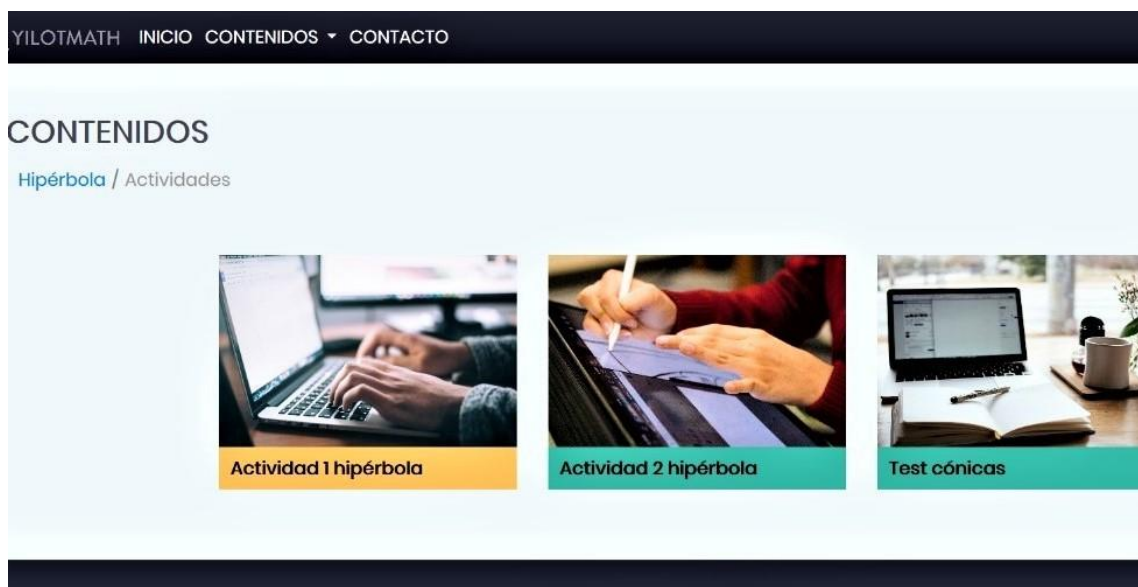 YILOTMATH INICIO CONTENIDOS CONTACTO
CONTENIDOS
Hipérbola / Actividades
Actividad 1 hipérbola
Actividad 2 hipérbola
Test cónicas